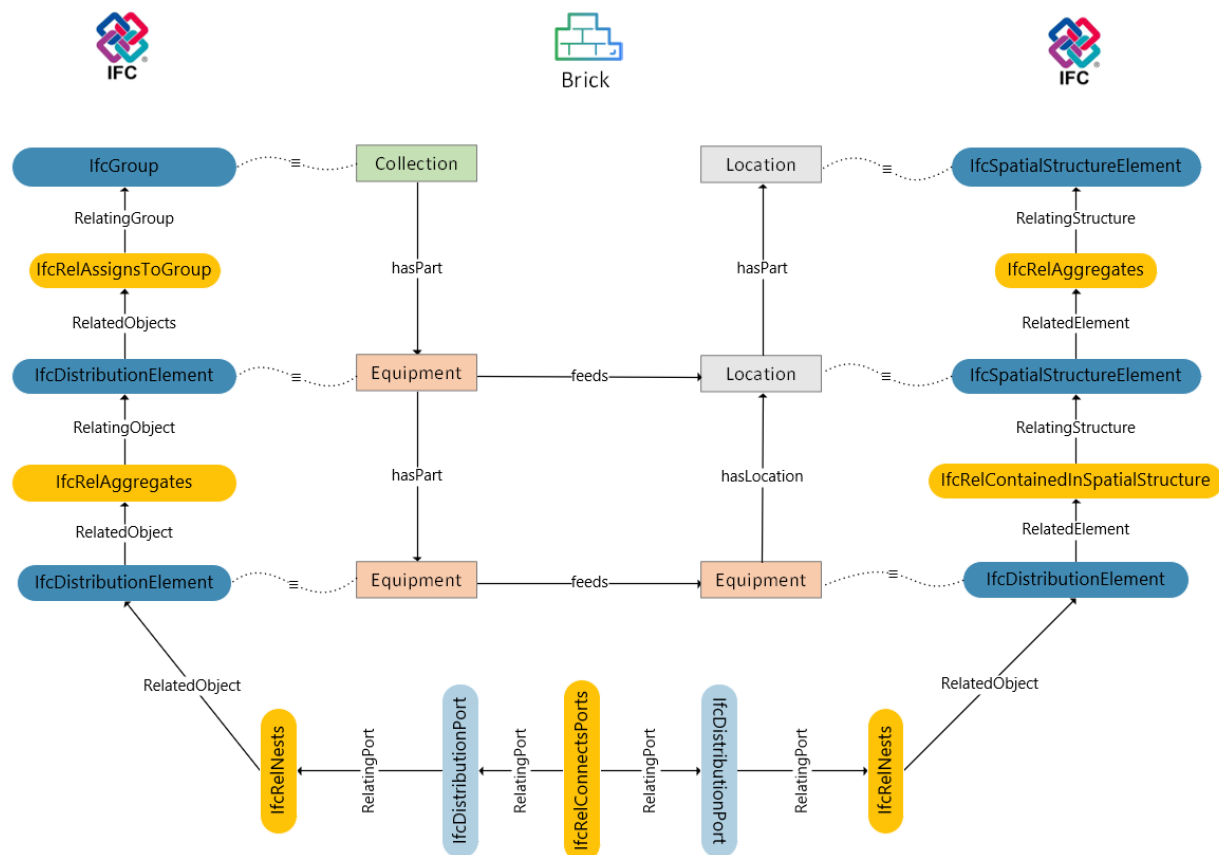 IFC
Brick
IFC
IfcGroup
≡
Collection
Location
≡
IfcSpatialStructureElement
RelatingGroup
RelatingStructure
IfcRelAssignsToGroup
hasPart
hasPart
IfcRelAggregates
RelatedObjects
RelatedElement
IfcDistributionElement
≡
Equipment
feeds
Location
≡
IfcSpatialStructureElement
RelatingObject
RelatingStructure
IfcRelAggregates
hasPart
hasLocation
IfcRelContainedInSpatialStructure
RelatedObject
RelatedElement
IfcDistributionElement
≡
Equipment
feeds
Equipment
≡
IfcDistributionElement
RelatedObject
RelatedObject
IfcRelNests
RelatingPort
IfcDistributionPort
RelatingPort
IfcRelConnectsPorts
RelatingPort
IfcDistributionPort
RelatingPort
IfcRelNests